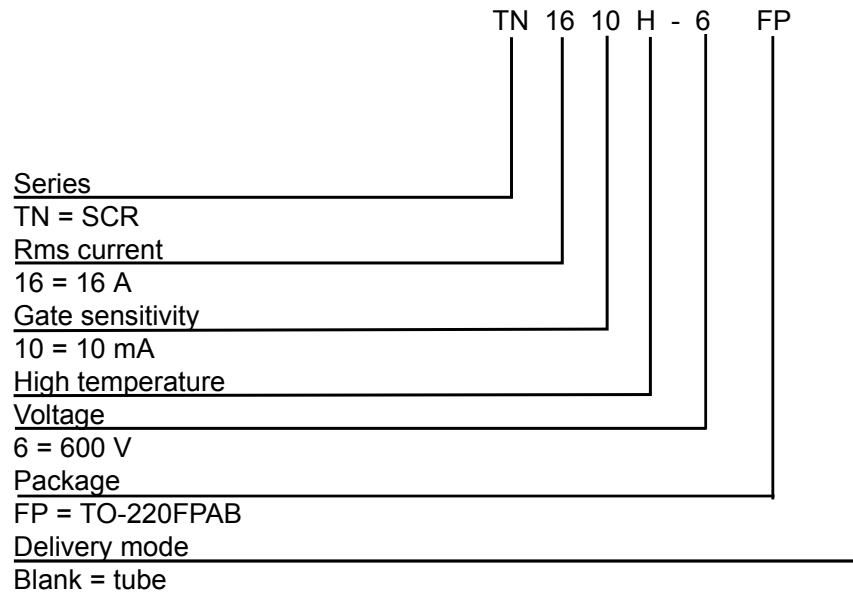 TN 16 10 H - 6 FP
Series
TN = SCR
Rms current
16 = 16 A
Gate sensitivity
10 = 10 mA
High temperature
Voltage
6 = 600 V
Package
FP = TO-220FPAB
Delivery mode
Blank = tube